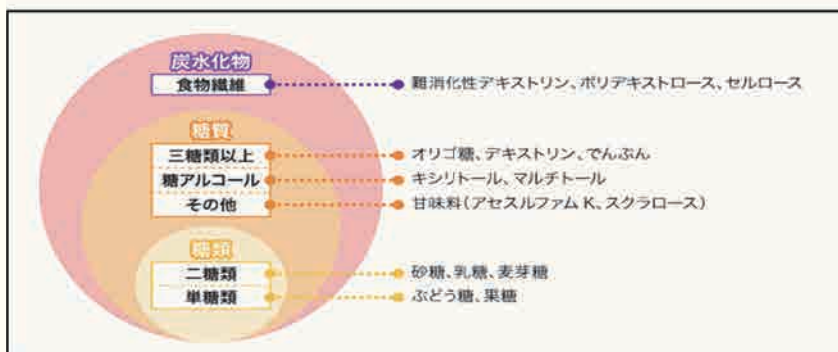 炭水化物
食物繊維 難消化性デキストリン、ポリデキストロース、セルロース
糖質
三糖類以上 オリゴ糖、デキストリン、でんぷん
糖アルコール キシリトール、マルチトール
その他 甘味料(アセスルファム K、スクラロース)
糖類
二糖類 砂糖、乳糖、麦芽糖
単糖類 ぶどう糖、果糖